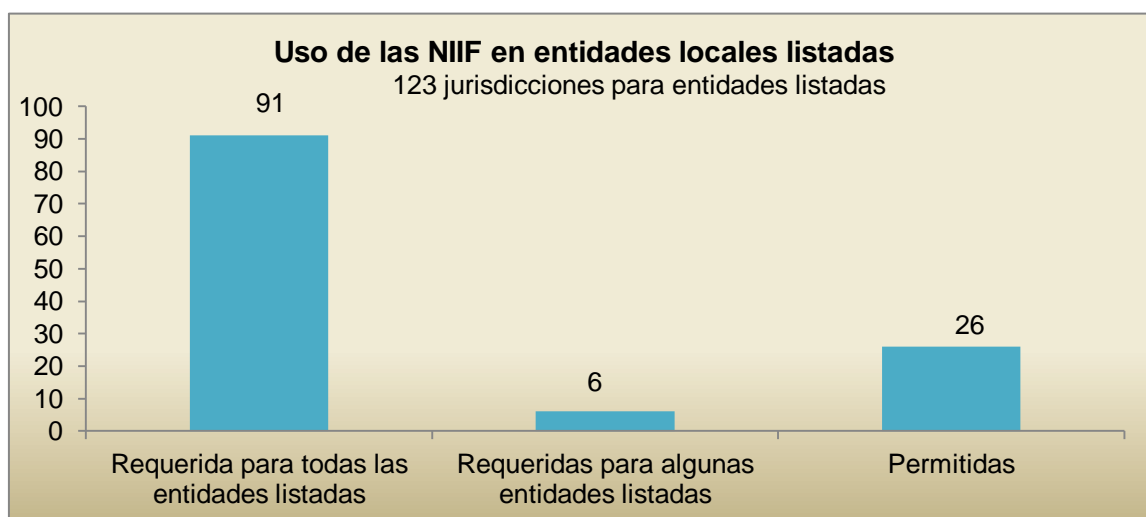 Uso de las NIIF en entidades locales listadas
123 jurisdicciones para entidades listadas
100
90
80
70
60
50
40
30
20
10
0
91
6
26
Requerida para todas las
entidades listadas
Requeridas para algunas
entidades listadas
Permitidas